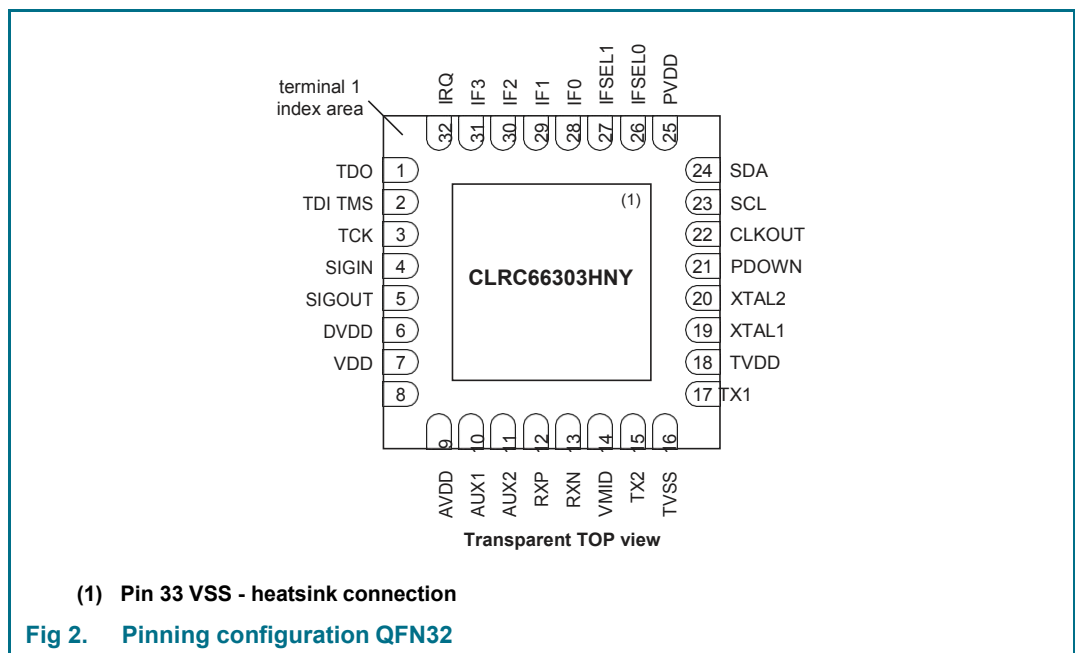 terminal 1
index area
IRQ
IF3
IF2
IF1
IF0
IFSEL1
IFSEL0
PVDD
32
31
30
29
28
27
26
25
TDO 1
TDI TMS 2
TCK 3
SIGIN 4
SIGOUT 5
DVDD 6
VDD 7
8
(1)
CLRC66303HNY
24 SDA
23 SCL
22 CLKOUT
21 PDOWN
20 XTAL2
19 XTAL1
18 TVDD
17 TX1
9
10
11
12
13
14
15
16
AVDD
AUX1
AUX2
RXP
RXN
VMID
TX2
TVSS
Transparent TOP view
(1) Pin 33 VSS - heatsink connection
Fig 2. Pinning configuration QFN32